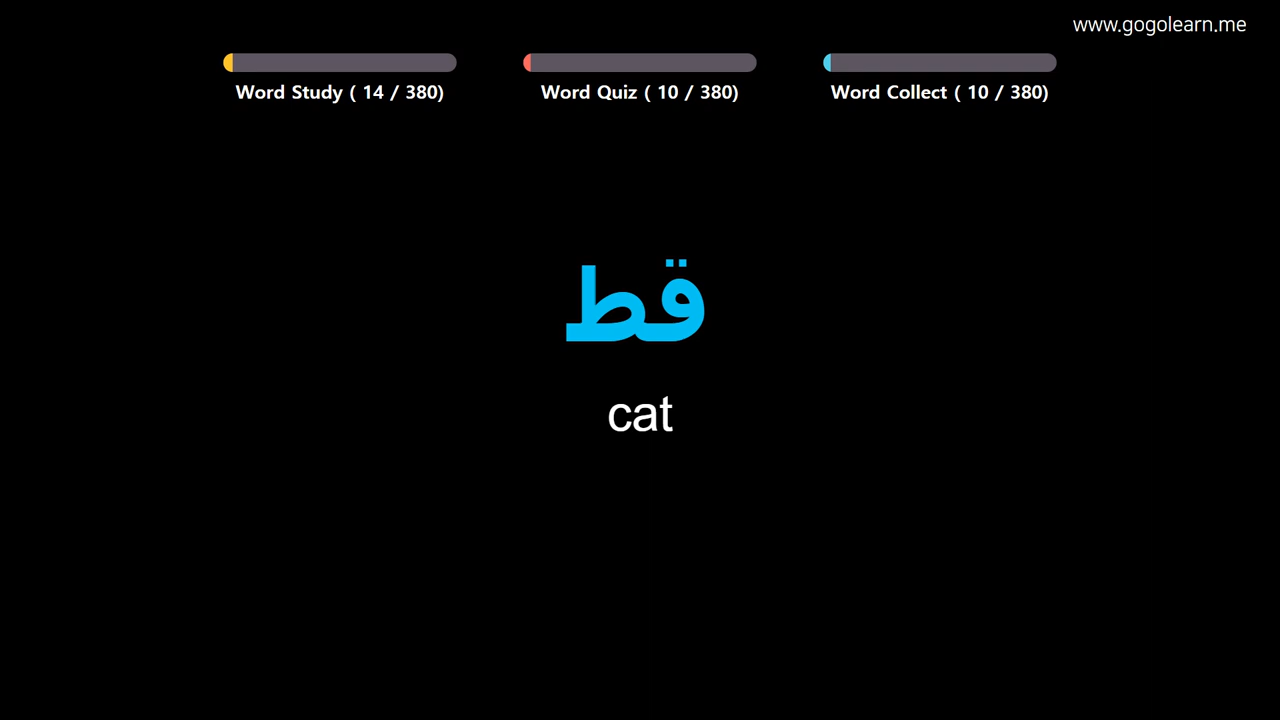 www.gogolearn.me
Word Study ( 14 / 380)
Word Quiz ( 10 / 380)
Word Collect ( 10 / 380)
قط
cat